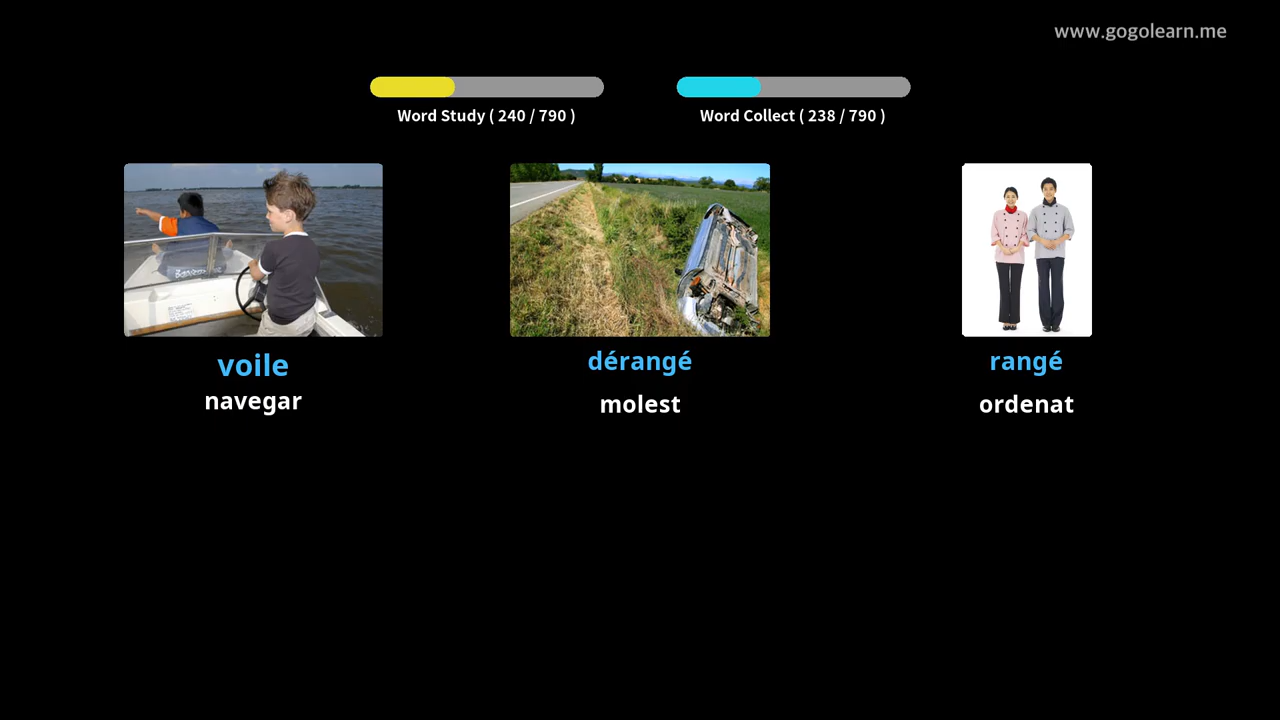 www.gogolearn.me
Word Study ( 240 / 790 )
Word Collect ( 238 / 790 )
voile
navegar
dérangé
molest
rangé
ordenat